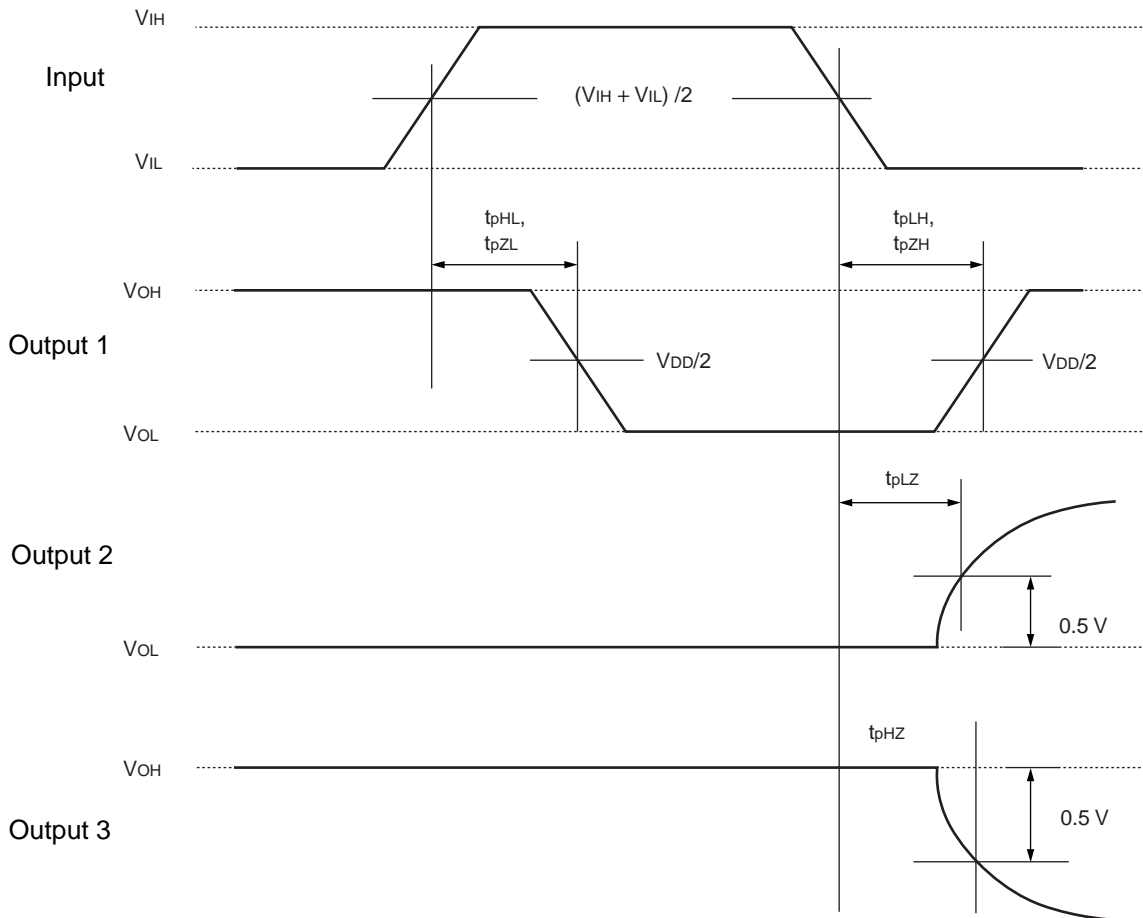 VIH
Input
(VIH + VIL) /2
VIL
tpHL,
tpZL
tpLH,
tpZH
VOH
Output 1
VDD/2
VDD/2
VOL
tpLZ
Output 2
0.5 V
VOL
tpHZ
VOH
0.5 V
Output 3